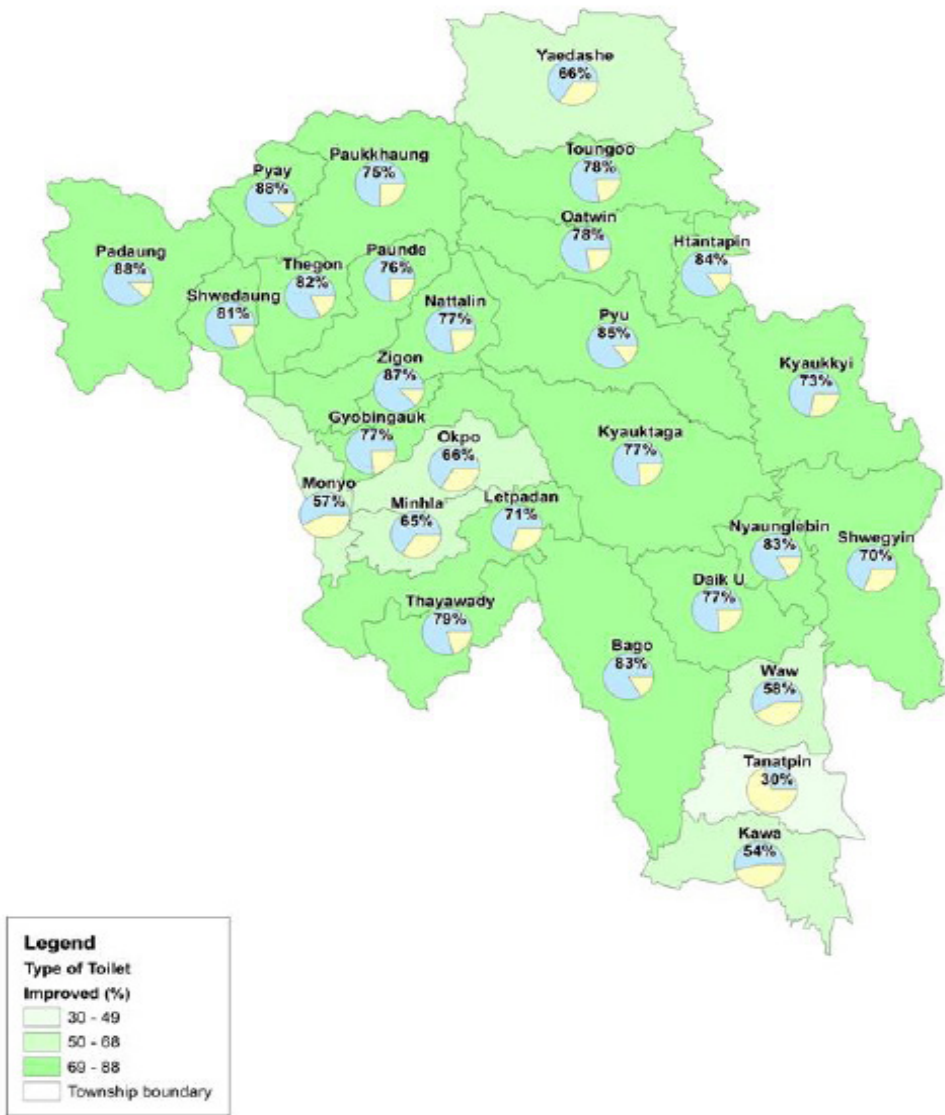 Yaedashe
66%
Paukkhaung
75%
Toungoo
78%
Pyay
88%
Oatwin
78%
Htantapin
84%
Padaung
88%
Thegon
82%
Paunde
76%
Shwedaung
81%
Nattalin
77%
Pyu
85%
Zigon
87%
Kyaukkyi
73%
Gyobingauk
77%
Okpo
66%
Kyauktaga
77%
Monyo
57%
Minhla
65%
Letpadan
71%
Nyaunglebin
83%
Shwegyin
70%
Daik U
77%
Thayawady
79%
Bago
83%
Waw
58%
Tanatpin
30%
Kawa
54%
Legend
Type of Toilet
Improved (%)
30 - 49
50 - 68
69 - 88
Township boundary